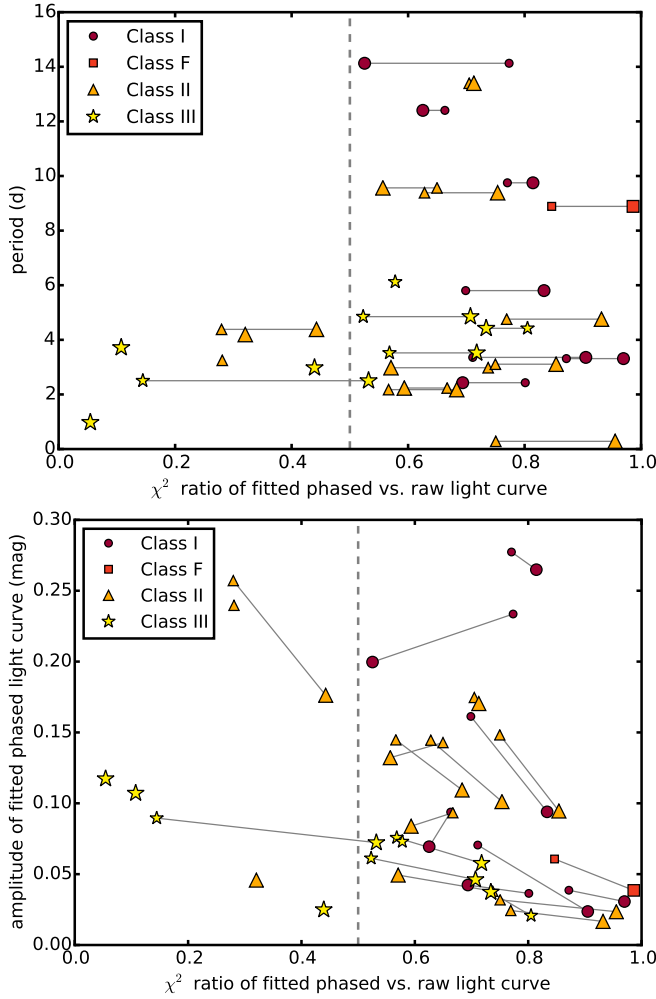 16
14
12
10
8
6
4
2
0
period (d)
Class I
Class F
Class II
Class III
0.0 0.2 0.4 0.6 0.8 1.0
χ² ratio of fitted phased vs. raw light curve
0.30
0.25
0.20
0.15
0.10
0.05
0.00
amplitude of fitted phased light curve (mag)
Class I
Class F
Class II
Class III
0.0 0.2 0.4 0.6 0.8 1.0
χ² ratio of fitted phased vs. raw light curve